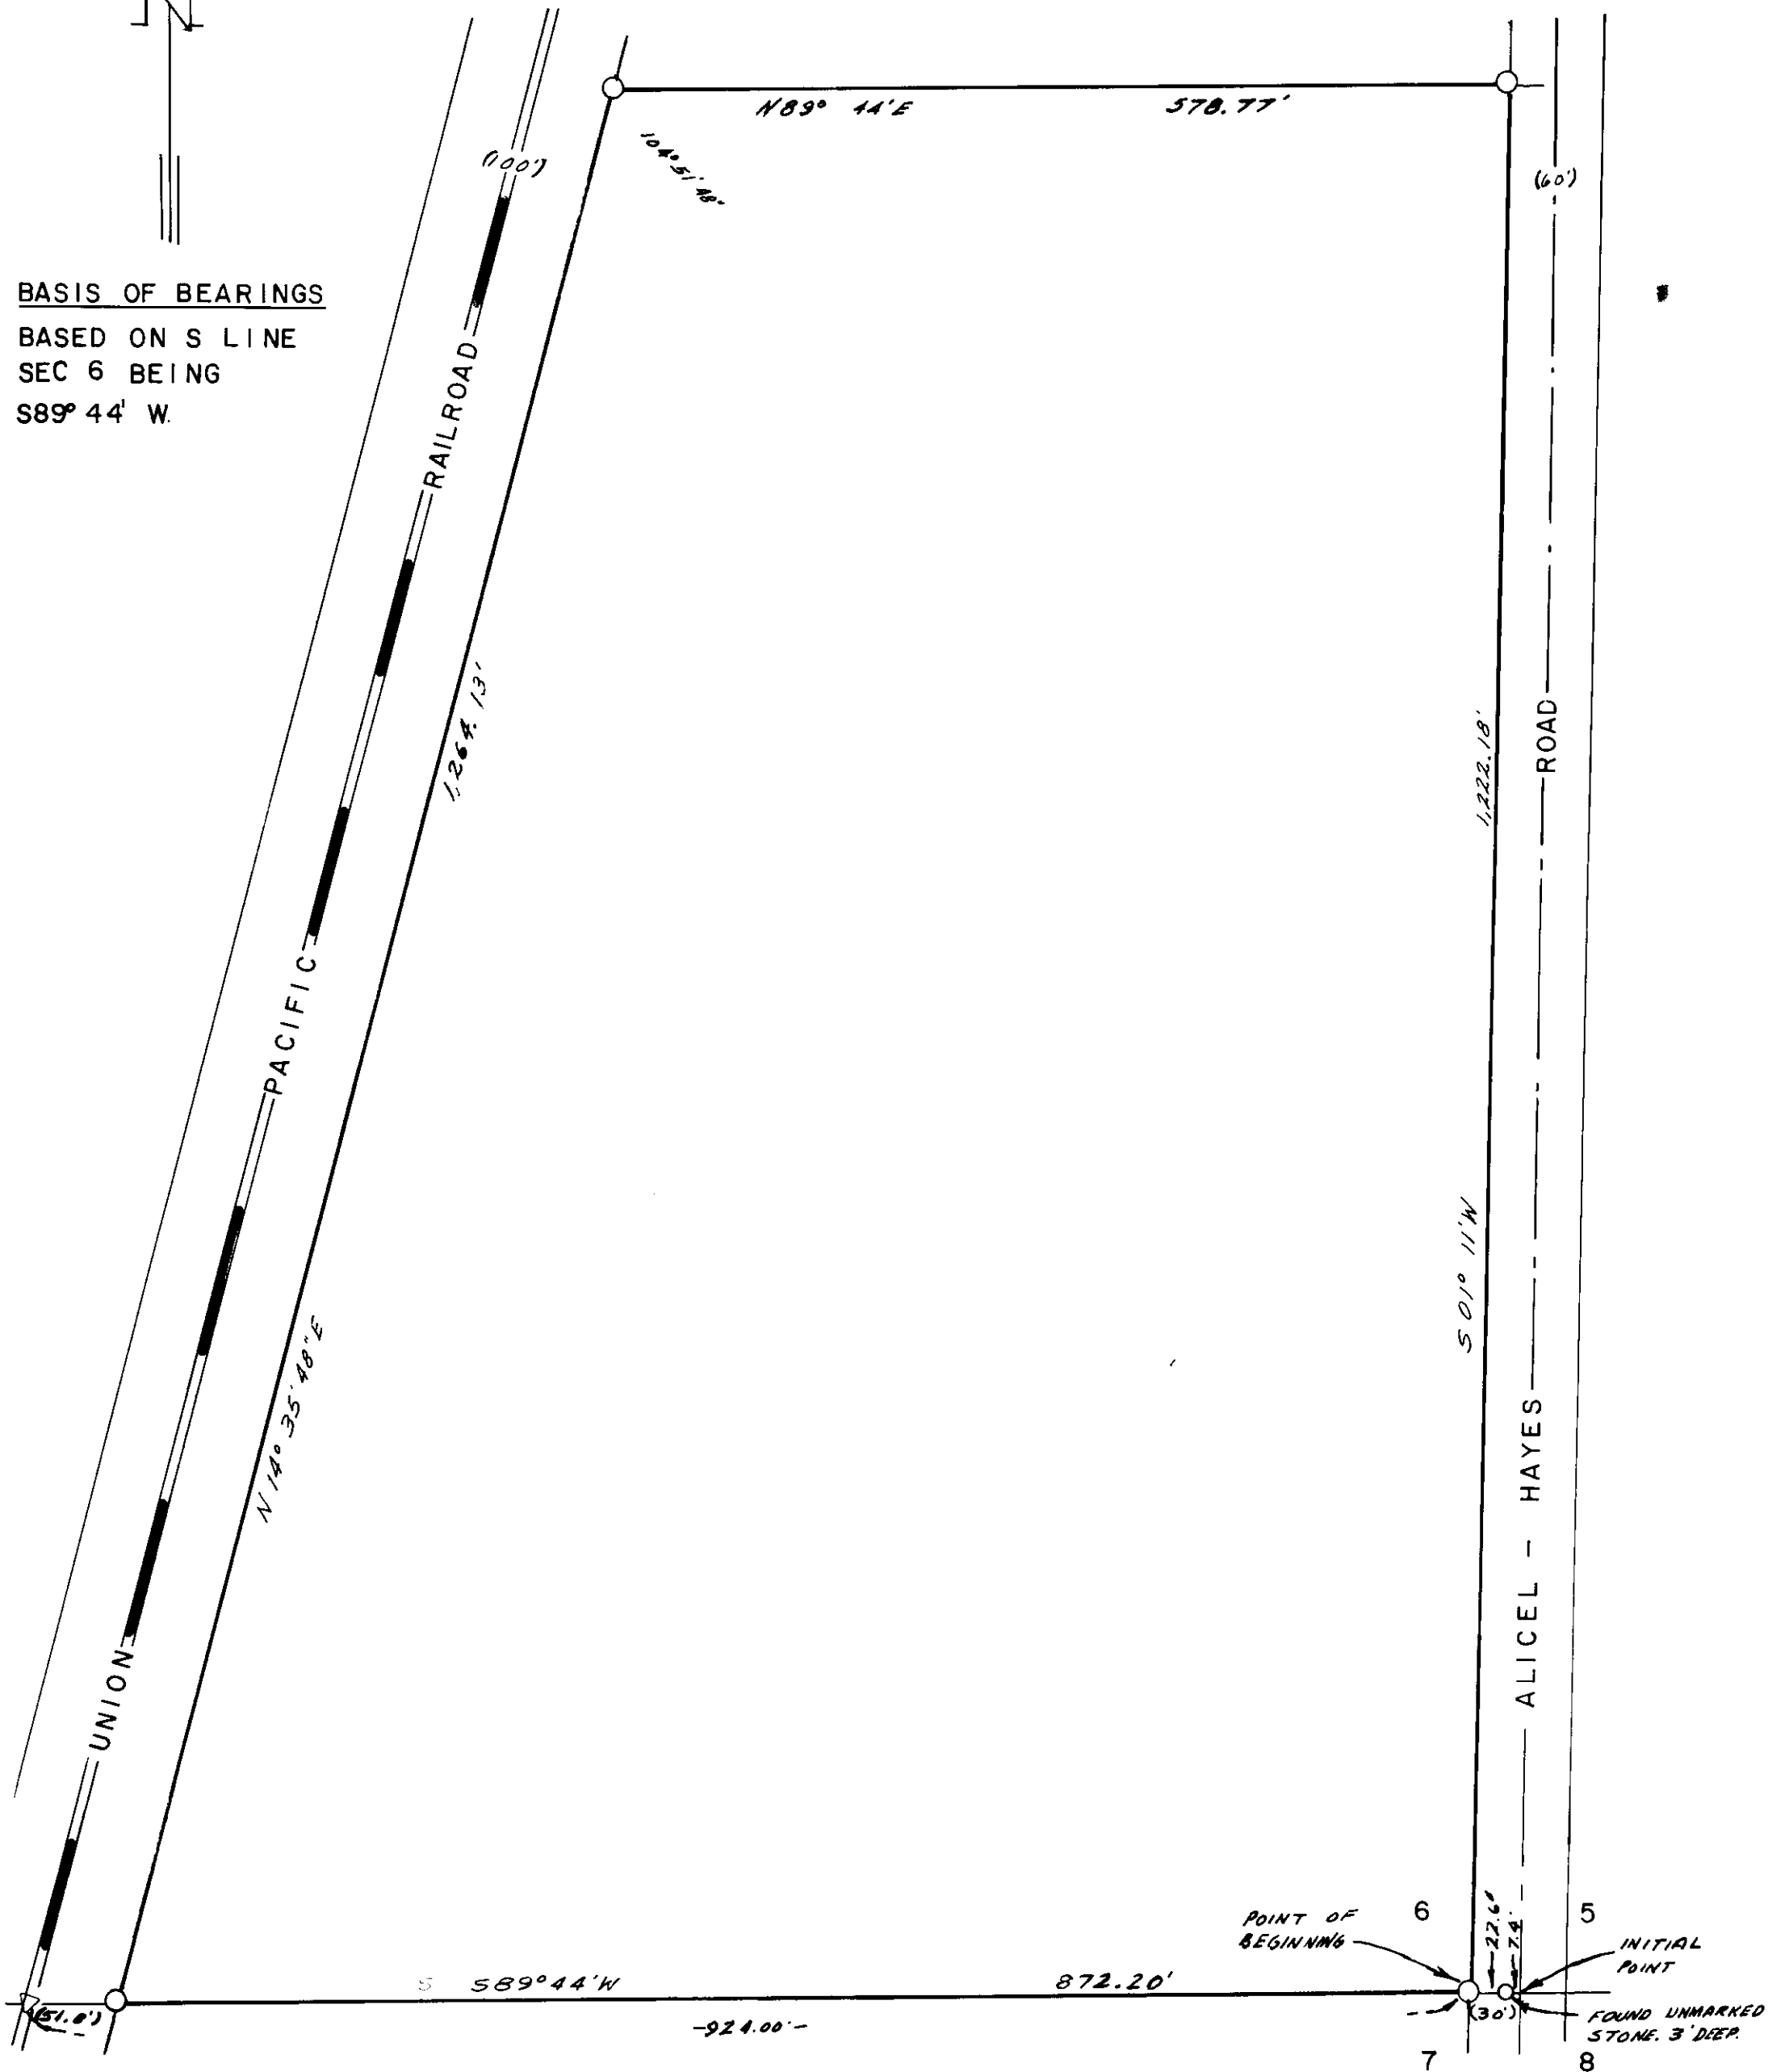 N
BASIS OF BEARINGS
BASED ON S LINE
SEC 6 BEING
S89° 44' W.
(100')
N89° 44'E 578.77'
104° 51' 48"
(60')
UNION PACIFIC RAILROAD
1,264.13'
N 14° 35' 48" E
1,222.18'
S 01° 11' W
ALICEL - HAYES ROAD
POINT OF
BEGINNING
6
22.6'
7.4'
5
INITIAL
POINT
S S89° 44' W 872.20'
(51.8')
-924.00'-
(30')
FOUND UNMARKED
STONE. 3' DEEP.
7
8